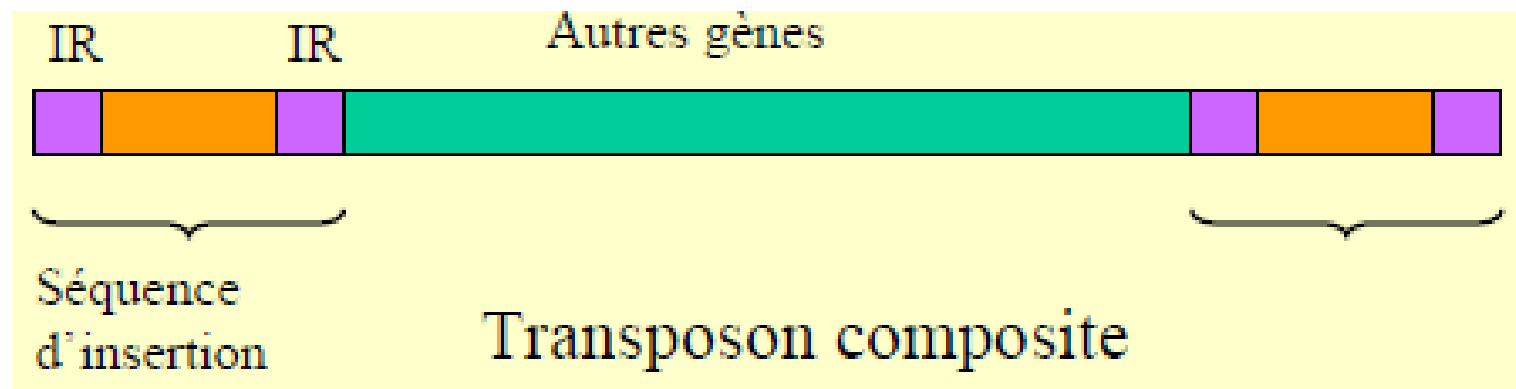 IR IR Autres gènes
Séquence
d'insertion
Transposon composite